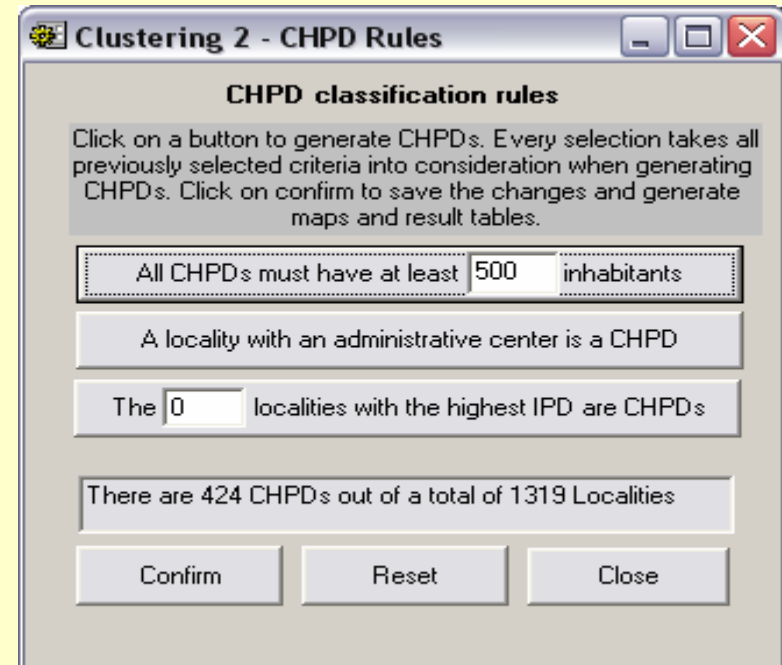 Clustering 2 - CHPD Rules
CHPD classification rules
Click on a button to generate CHPDs. Every selection takes all
previously selected criteria into consideration when generating
CHPDs. Click on confirm to save the changes and generate
maps and result tables.
All CHPDs must have at least 500 inhabitants
A locality with an administrative center is a CHPD
The 0 localities with the highest IPD are CHPDs
There are 424 CHPDs out of a total of 1319 Localities
Confirm Reset Close